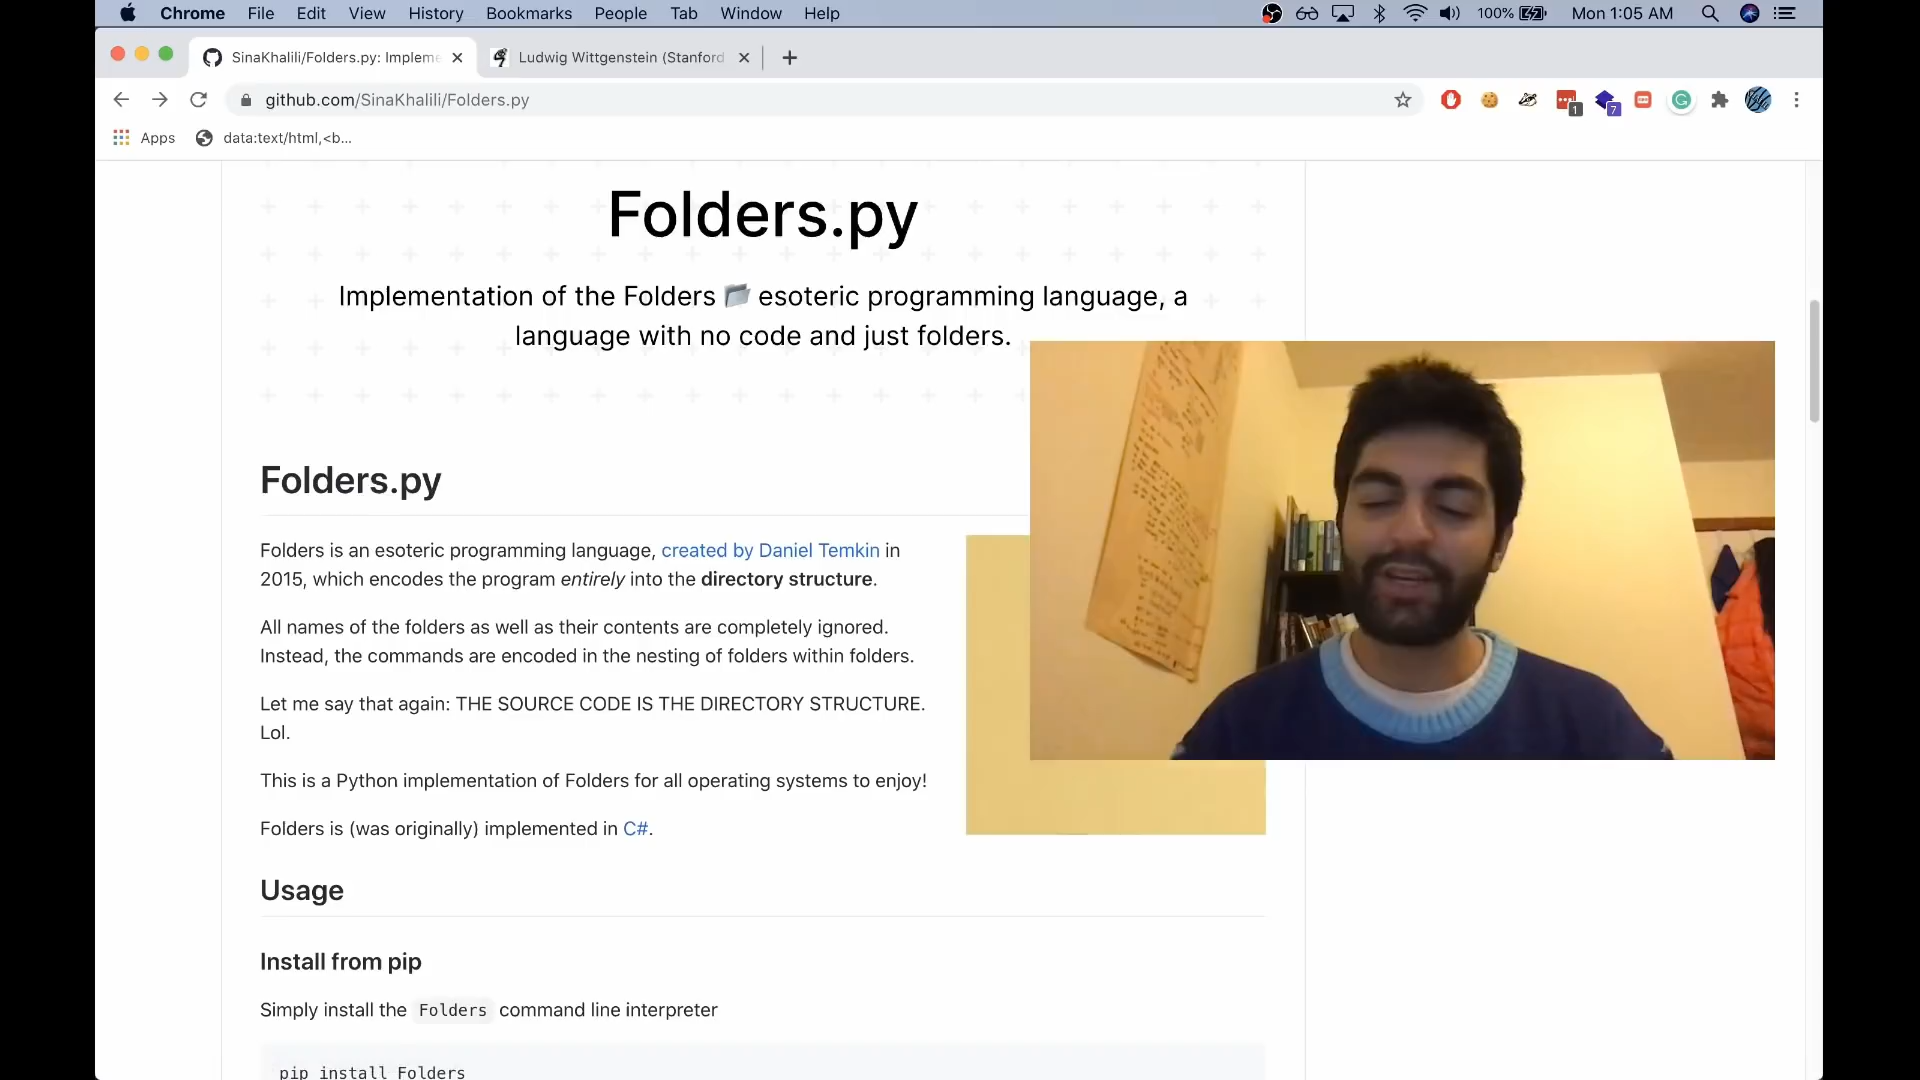 Chrome File Edit View History Bookmarks People Tab Window Help 100% Mon 1:05 AM
SinaKhalili/Folders.py: Impleme Ludwig Wittgenstein (Stanford
github.com/SinaKhalili/Folders.py 1 7
Apps data:text/html,<b...
Folders.py
Implementation of the Folders esoteric programming language, a
language with no code and just folders.
Folders.py
Folders is an esoteric programming language, created by Daniel Temkin in
2015, which encodes the program entirely into the directory structure.
All names of the folders as well as their contents are completely ignored.
Instead, the commands are encoded in the nesting of folders within folders.
Let me say that again: THE SOURCE CODE IS THE DIRECTORY STRUCTURE.
Lol.
This is a Python implementation of Folders for all operating systems to enjoy!
Folders is (was originally) implemented in C#.
Usage
Install from pip
Simply install the Folders command line interpreter
pip install Folders